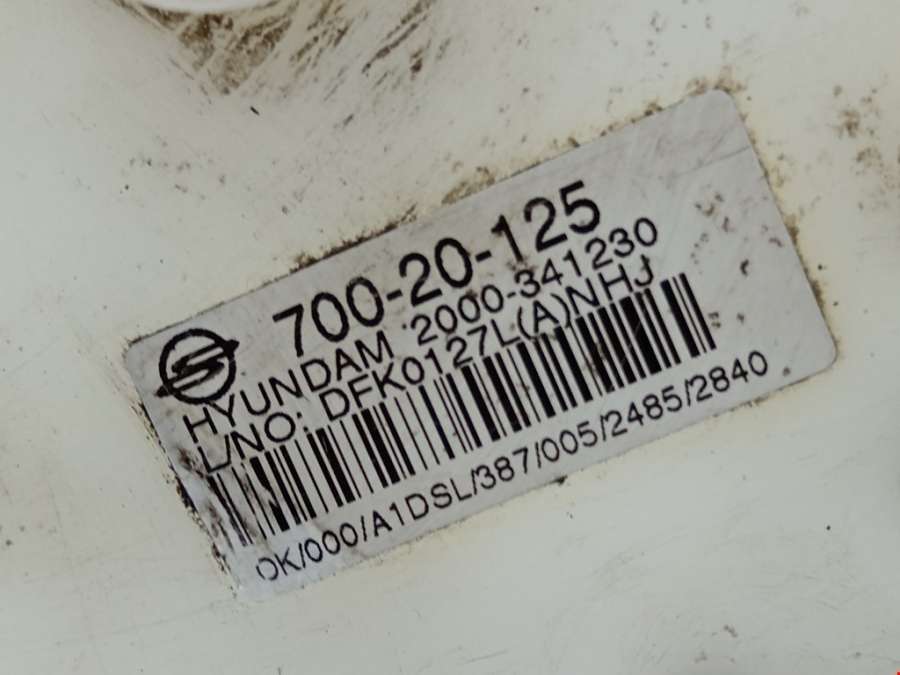 700-20-125
HYUNDAM 2000-341230
L/NO: DFK0127L(A)NHJ
OK/000/A1DSL/387/005/2485/2840